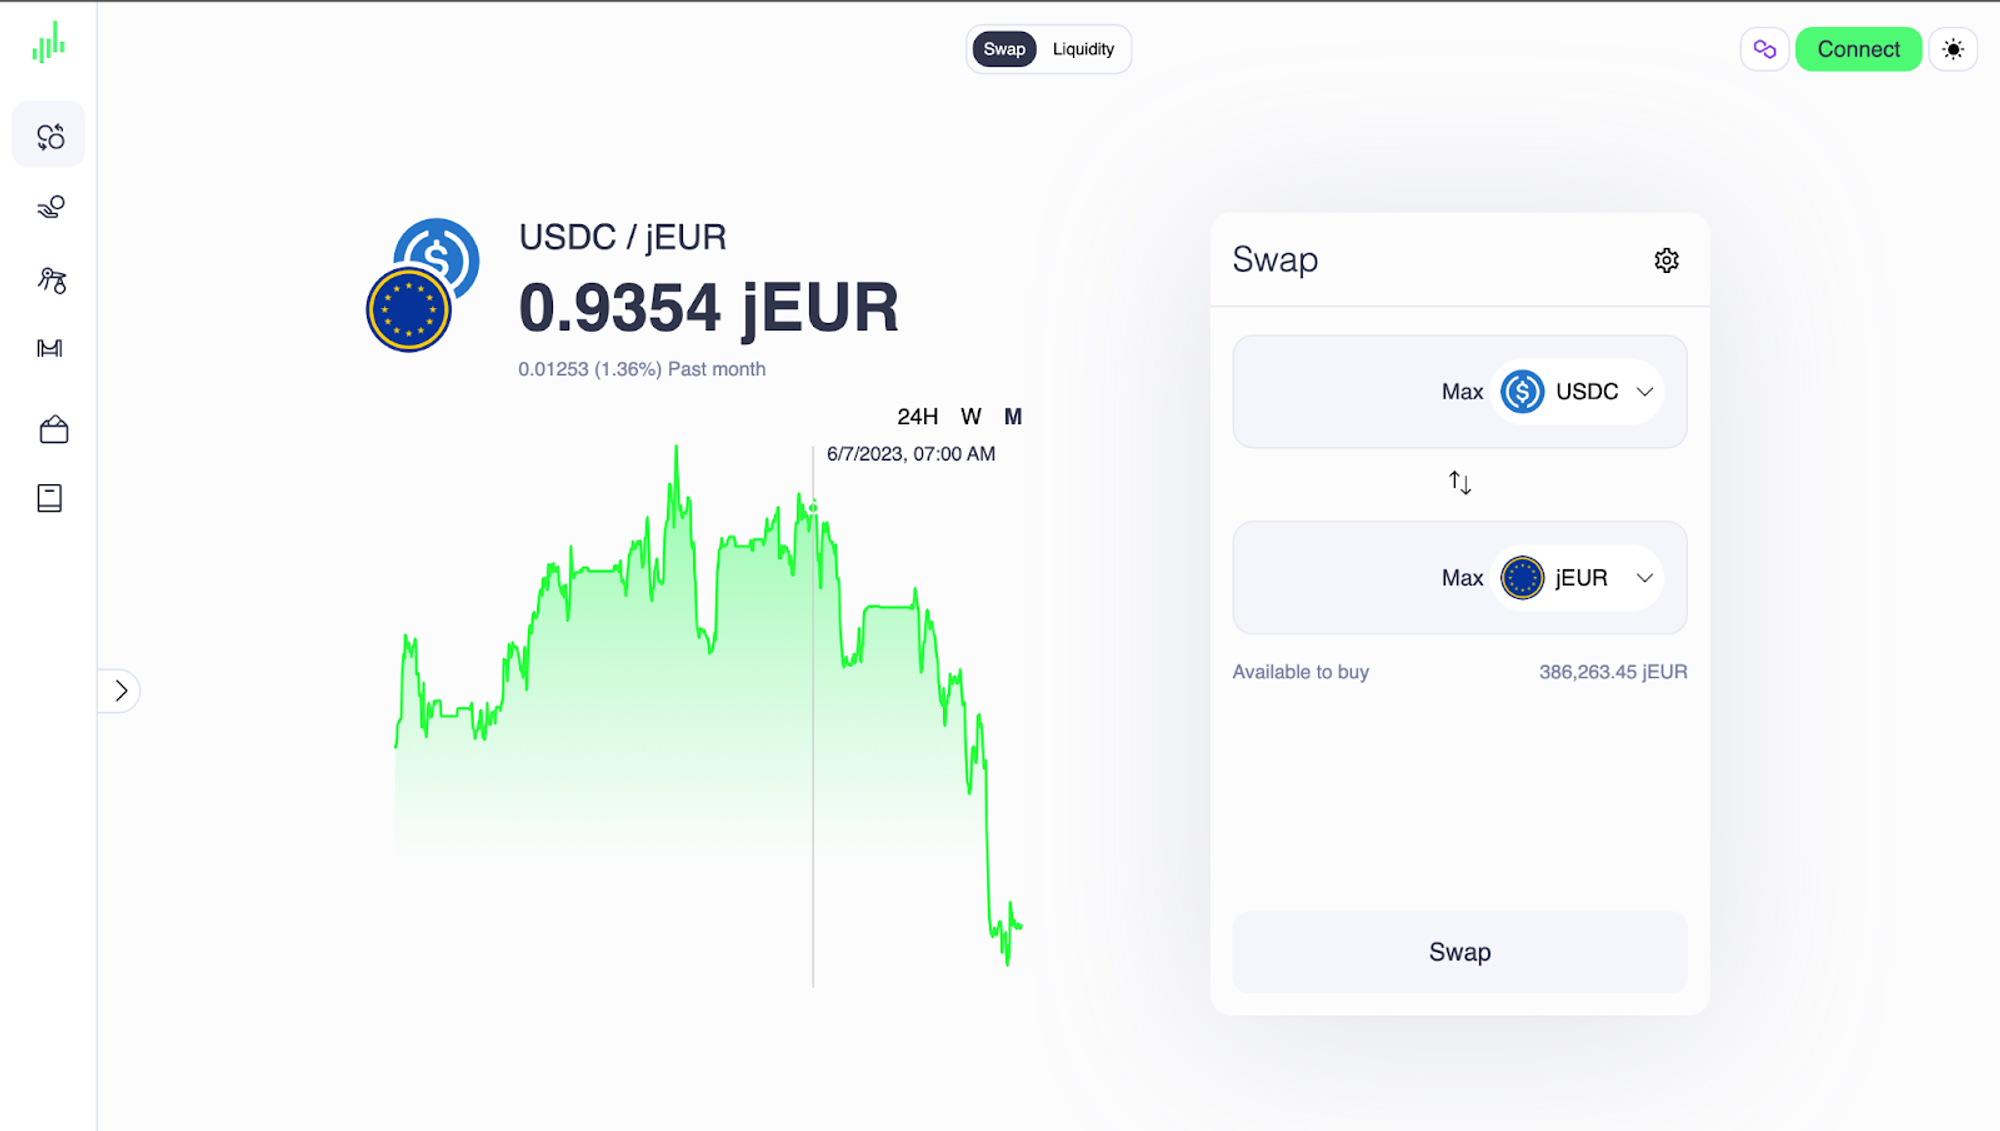 Swap Liquidity
Connect
USDC / jEUR
0.9354 jEUR
0.01253 (1.36%) Past month
24H W M
6/7/2023, 07:00 AM
Swap
Max USDC
Max jEUR
Available to buy 386,263.45 jEUR
Swap